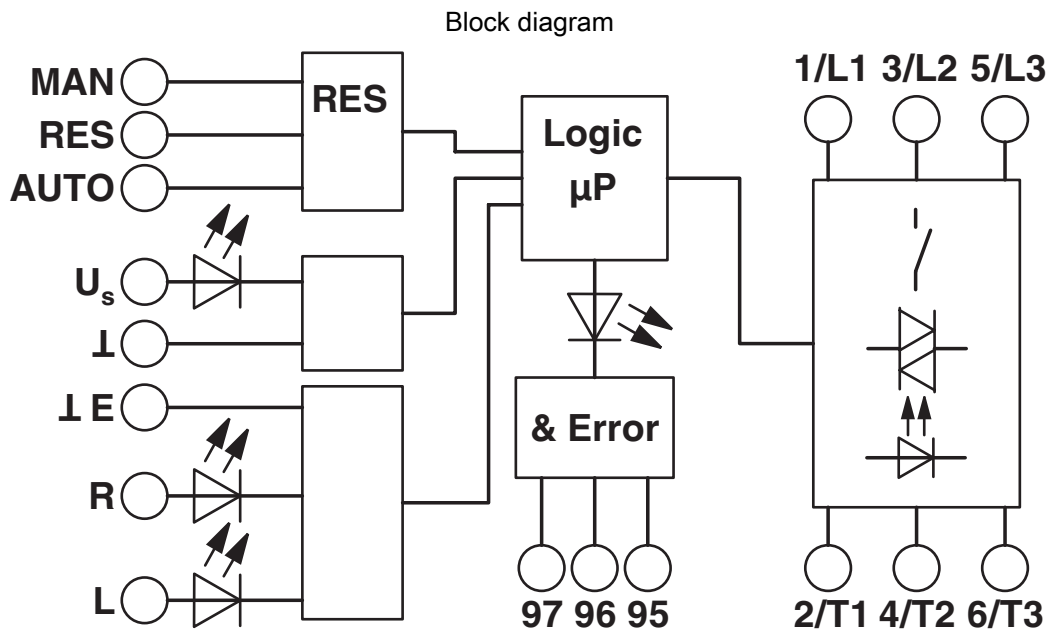 Block diagram
MAN
RES
AUTO
RES
Us
⊥
⊥ E
R
L
Logic
µP
& Error
97 96 95
1/L1 3/L2 5/L3
2/T1 4/T2 6/T3